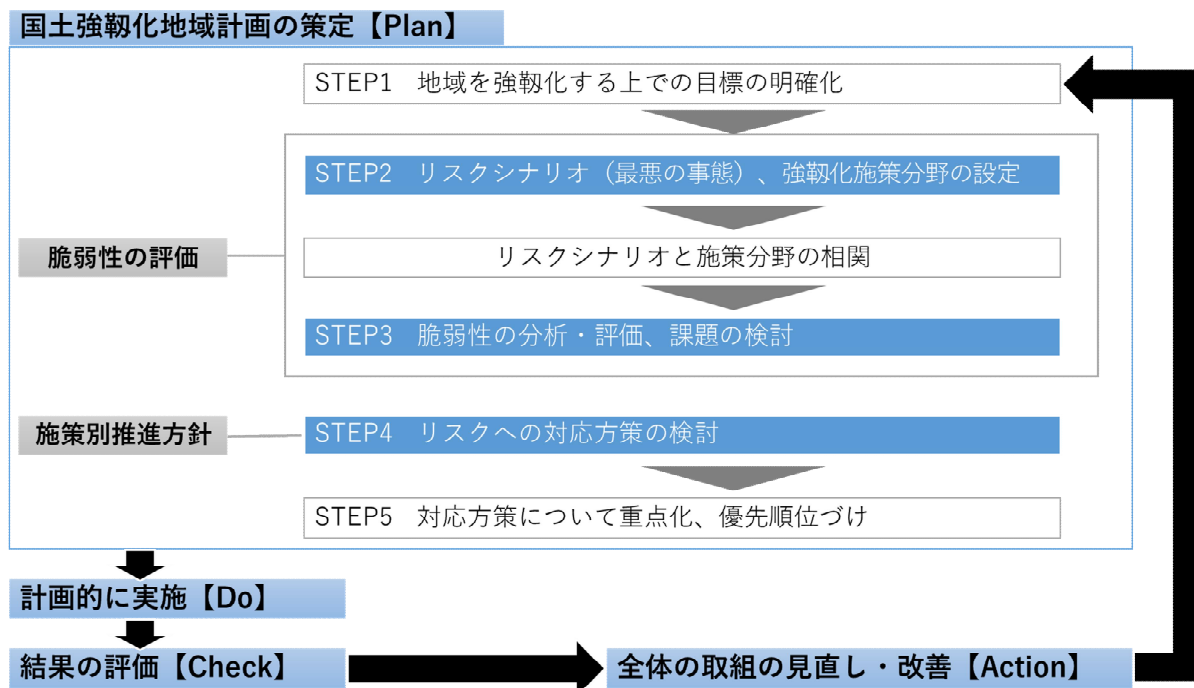 国土強靱化地域計画の策定【Plan】
STEP1 地域を強靱化する上での目標の明確化
STEP2 リスクシナリオ（最悪の事態）、強靱化施策分野の設定
脆弱性の評価
リスクシナリオと施策分野の相関
STEP3 脆弱性の分析・評価、課題の検討
施策別推進方針
STEP4 リスクへの対応方策の検討
STEP5 対応方策について重点化、優先順位づけ
計画的に実施【Do】
結果の評価【Check】
全体の取組の見直し・改善【Action】